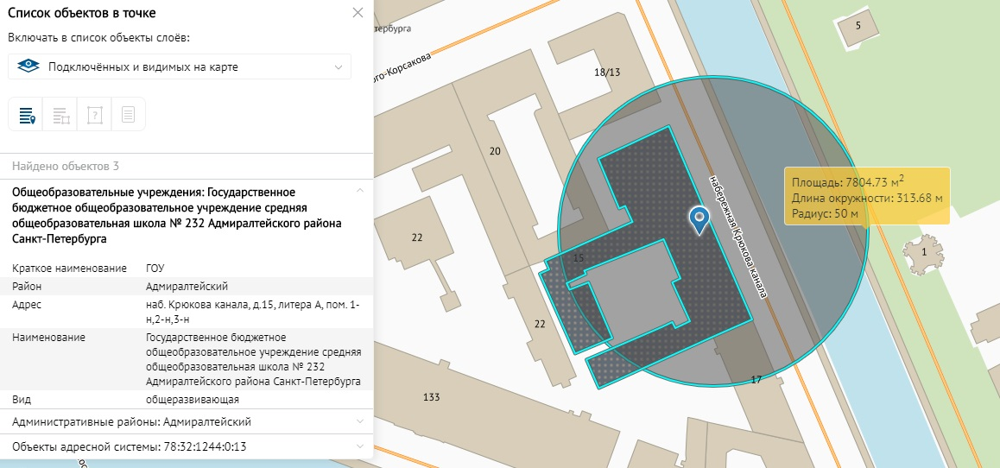 Список объектов в точке
Включать в список объекты слоёв:
Подключённых и видимых на карте
?
Найдено объектов 3
Общеобразовательные учреждения: Государственное
бюджетное общеобразовательное учреждение средняя
общеобразовательная школа № 232 Адмиралтейского района
Санкт-Петербурга
Краткое наименование ГОУ
Район Адмиралтейский
Адрес наб. Крюкова канала, д.15, литера А, пом. 1-
н,2-н,3-н
Наименование Государственное бюджетное
общеобразовательное учреждение средняя
общеобразовательная школа № 232
Адмиралтейского района Санкт-Петербурга
Вид общеразвивающая
Административные районы: Адмиралтейский
Объекты адресной системы: 78:32:1244:0:13
тербурга
ого-Корсакова
18/13
5
20
22
15
22
133
17
1
набережная Крюкова канала
Площадь: 7804.73 м2
Длина окружности: 313.68 м
Радиус: 50 м